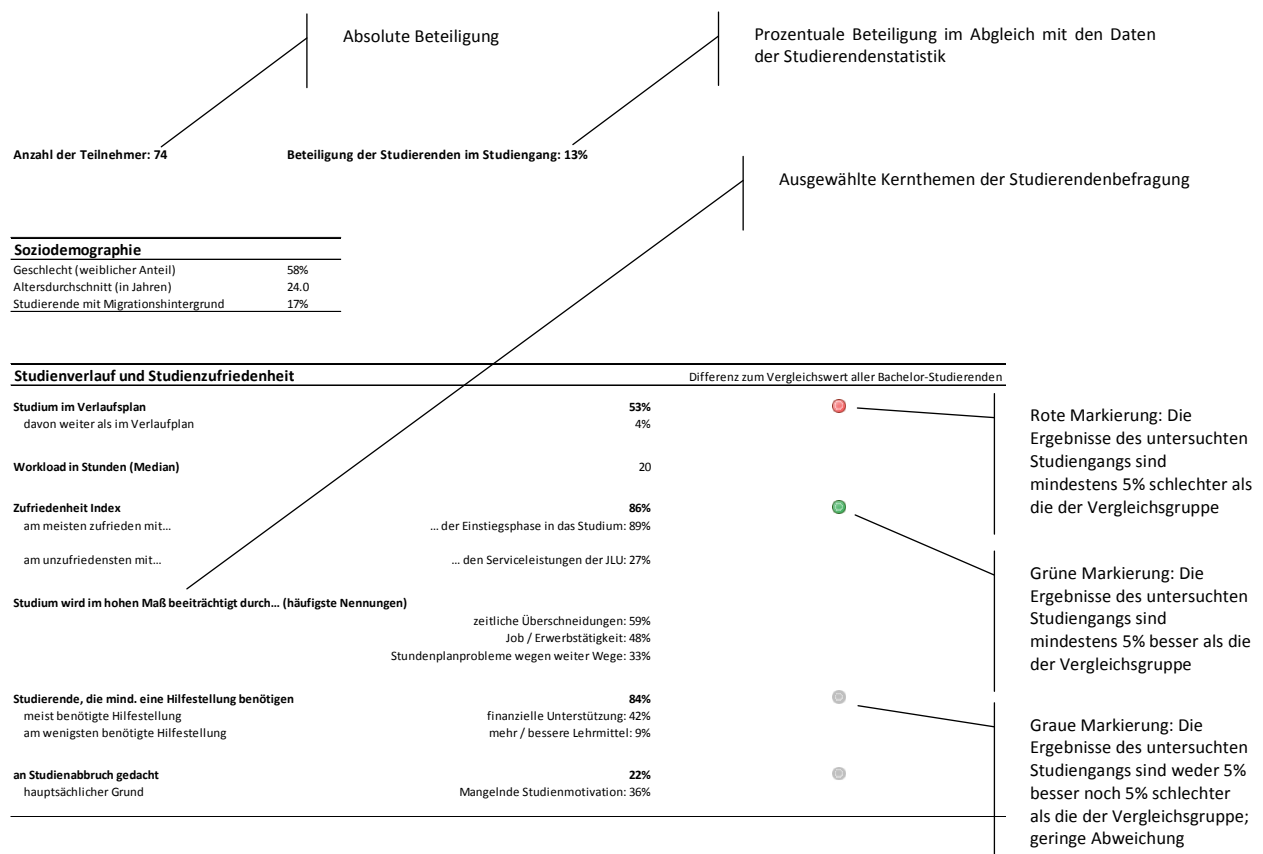 Absolute Beteiligung
Prozentuale Beteiligung im Abgleich mit den Daten
der Studierendenstatistik
Anzahl der Teilnehmer: 74
Beteiligung der Studierenden im Studiengang: 13%
Ausgewählte Kernthemen der Studierendenbefragung
Soziodemographie
Geschlecht (weiblicher Anteil) 58%
Altersdurchschnitt (in Jahren) 24.0
Studierende mit Migrationshintergrund 17%
Studienverlauf und Studienzufriedenheit Differenz zum Vergleichswert aller Bachelor-Studierenden
Studium im Verlaufsplan 53%
davon weiter als im Verlaufplan 4%
Workload in Stunden (Median) 20
Zufriedenheit Index 86%
am meisten zufrieden mit... ... der Einstiegsphase in das Studium: 89%
am unzufriedensten mit... ... den Serviceleistungen der JLU: 27%
Studium wird im hohen Maß beeiträchtigt durch... (häufigste Nennungen)
zeitliche Überschneidungen: 59%
Job / Erwerbstätigkeit: 48%
Stundenplanprobleme wegen weiter Wege: 33%
Studierende, die mind. eine Hilfestellung benötigen 84%
meist benötigte Hilfestellung finanzielle Unterstützung: 42%
am wenigsten benötigte Hilfestellung mehr / bessere Lehrmittel: 9%
an Studienabbruch gedacht 22%
hauptsächlicher Grund Mangelnde Studienmotivation: 36%
Rote Markierung: Die
Ergebnisse des untersuchten
Studiengangs sind
mindestens 5% schlechter als
die der Vergleichsgruppe
Grüne Markierung: Die
Ergebnisse des untersuchten
Studiengangs sind
mindestens 5% besser als die
der Vergleichsgruppe
Graue Markierung: Die
Ergebnisse des untersuchten
Studiengangs sind weder 5%
besser noch 5% schlechter
als die der Vergleichsgruppe;
geringe Abweichung